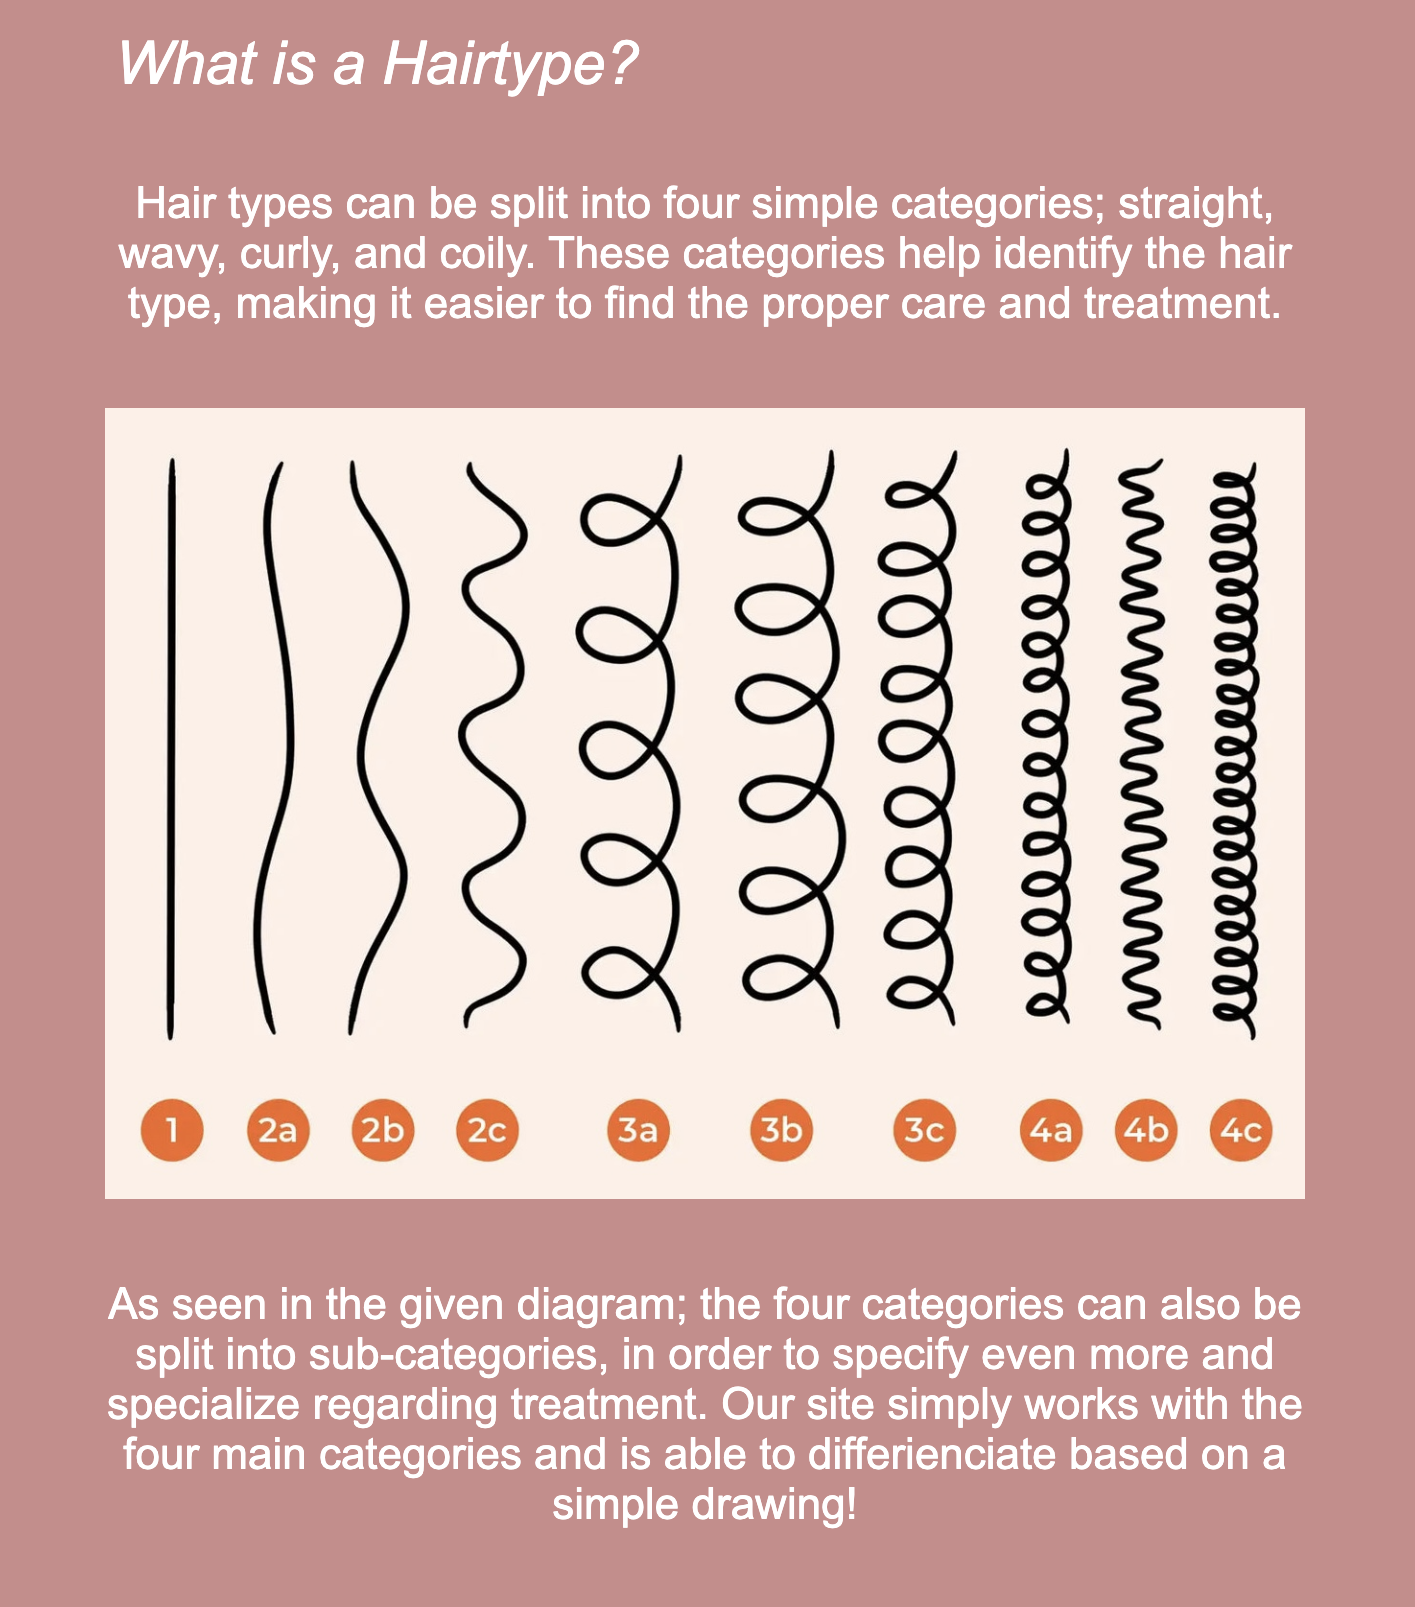 What is a Hairtype?
Hair types can be split into four simple categories; straight,
wavy, curly, and coily. These categories help identify the hair
type, making it easier to find the proper care and treatment.
1 2a 2b 2c 3a 3b 3c 4a 4b 4c
As seen in the given diagram; the four categories can also be
split into sub-categories, in order to specify even more and
specialize regarding treatment. Our site simply works with the
four main categories and is able to differienciate based on a
simple drawing!